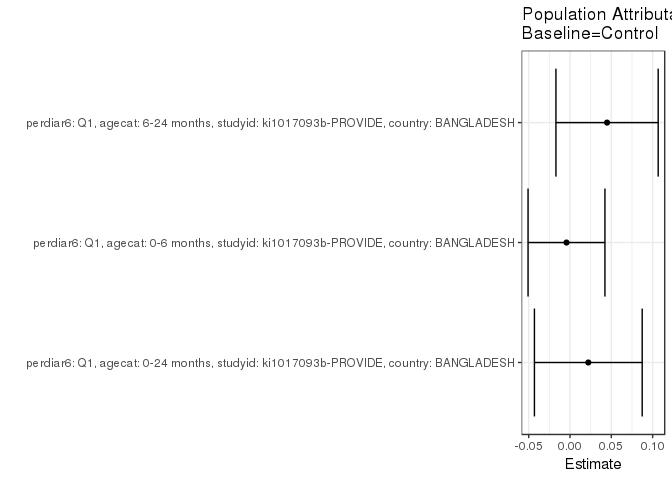 Population Attributa
Baseline=Control
perdiar6: Q1, agecat: 6-24 months, studyid: ki1017093b-PROVIDE, country: BANGLADESH
perdiar6: Q1, agecat: 0-6 months, studyid: ki1017093b-PROVIDE, country: BANGLADESH
perdiar6: Q1, agecat: 0-24 months, studyid: ki1017093b-PROVIDE, country: BANGLADESH
-0.05 0.00 0.05 0.10
Estimate